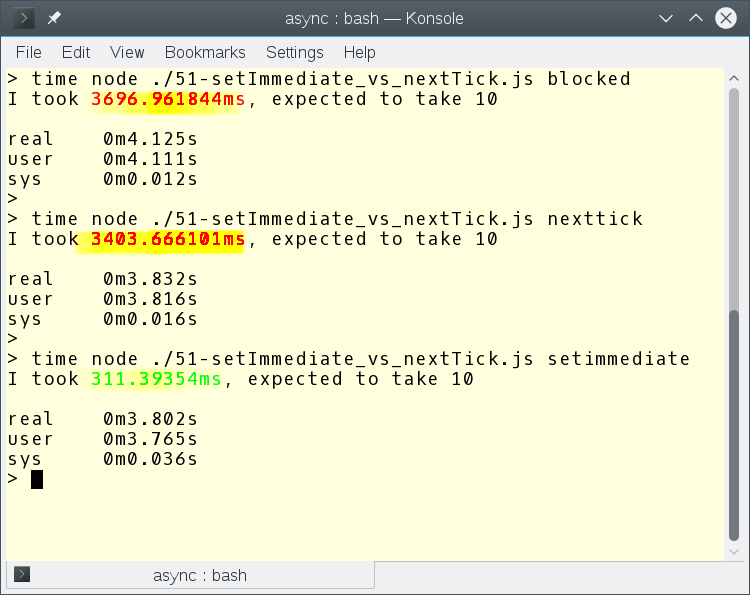 async : bash — Konsole
File Edit View Bookmarks Settings Help
> time node ./51-setImmediate_vs_nextTick.js blocked
I took 3696.961844ms, expected to take 10
real 0m4.125s
user 0m4.111s
sys 0m0.012s
>
> time node ./51-setImmediate_vs_nextTick.js nexttick
I took 3403.666101ms, expected to take 10
real 0m3.832s
user 0m3.816s
sys 0m0.016s
>
> time node ./51-setImmediate_vs_nextTick.js setimmediate
I took 311.39354ms, expected to take 10
real 0m3.802s
user 0m3.765s
sys 0m0.036s
>
async : bash